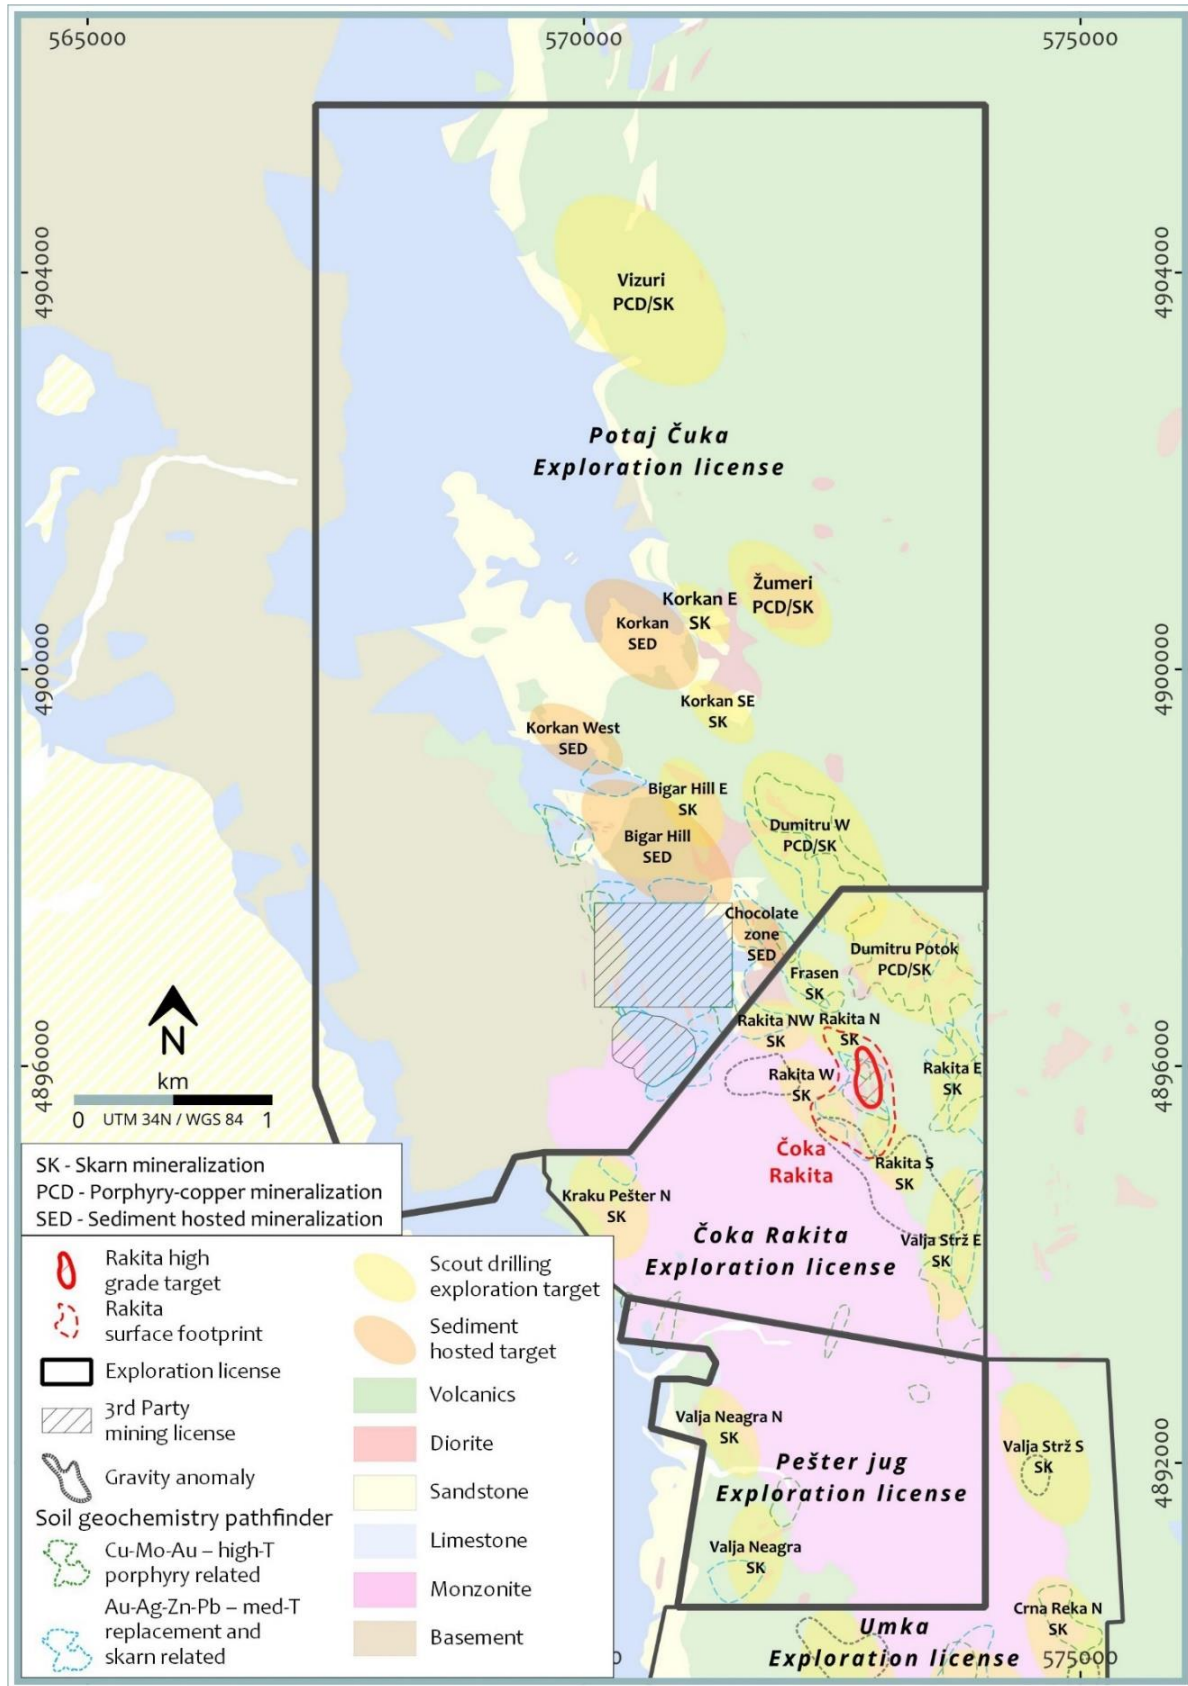 565000
570000
575000
4904000
4904000
Vizuri
PCD/SK
Potaj Čuka
Exploration license
Žumeri
PCD/SK
Korkan E
SK
Korkan
SED
4900000
4900000
Korkan SE
SK
Korkan West
SED
Bigar Hill E
SK
Bigar Hill
SED
Dumitru W
PCD/SK
Chocolate
zone
SED
Dumitru Potok
PCD/SK
Frasen
SK
Rakita NW
SK
Rakita N
SK
N
4896000
4896000
Rakita W
SK
Rakita E
SK
km
0 UTM 34N / WGS 84 1
Čoka
Rakita
Rakita S
SK
Kraku Pešter N
SK
Čoka Rakita
Exploration license
Valja Strž E
SK
SK - Skarn mineralization
PCD - Porphyry-copper mineralization
SED - Sediment hosted mineralization
Rakita high
grade target
Rakita
surface footprint
Exploration license
3rd Party
mining license
Gravity anomaly
Soil geochemistry pathfinder
Cu-Mo-Au – high-T
porphyry related
Au-Ag-Zn-Pb – med-T
replacement and
skarn related
Scout drilling
exploration target
Sediment
hosted target
Volcanics
Diorite
Sandstone
Limestone
Monzonite
Basement
Valja Neagra N
SK
Valja Strž S
SK
4892000
Pešter jug
Exploration license
Valja Neagra
SK
Crna Reka N
SK
Umka
Exploration license
575000